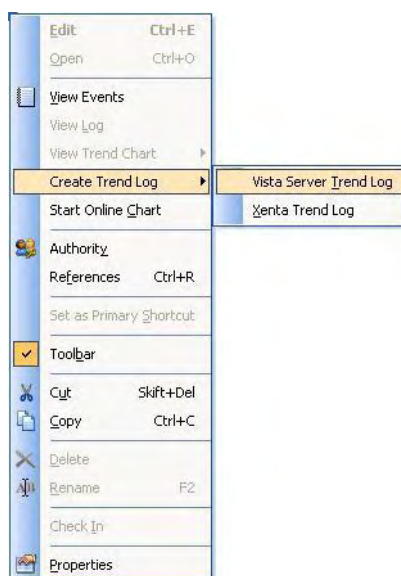 Edit Ctrl+E
Open Ctrl+O
View Events
View Log
View Trend Chart
Create Trend Log
Vista Server Trend Log
Start Online Chart
Xenta Trend Log
Authority
References Ctrl+R
Set as Primary Shortcut
Toolbar
Cut Skift+Del
Copy Ctrl+C
Delete
Rename F2
Check In
Properties